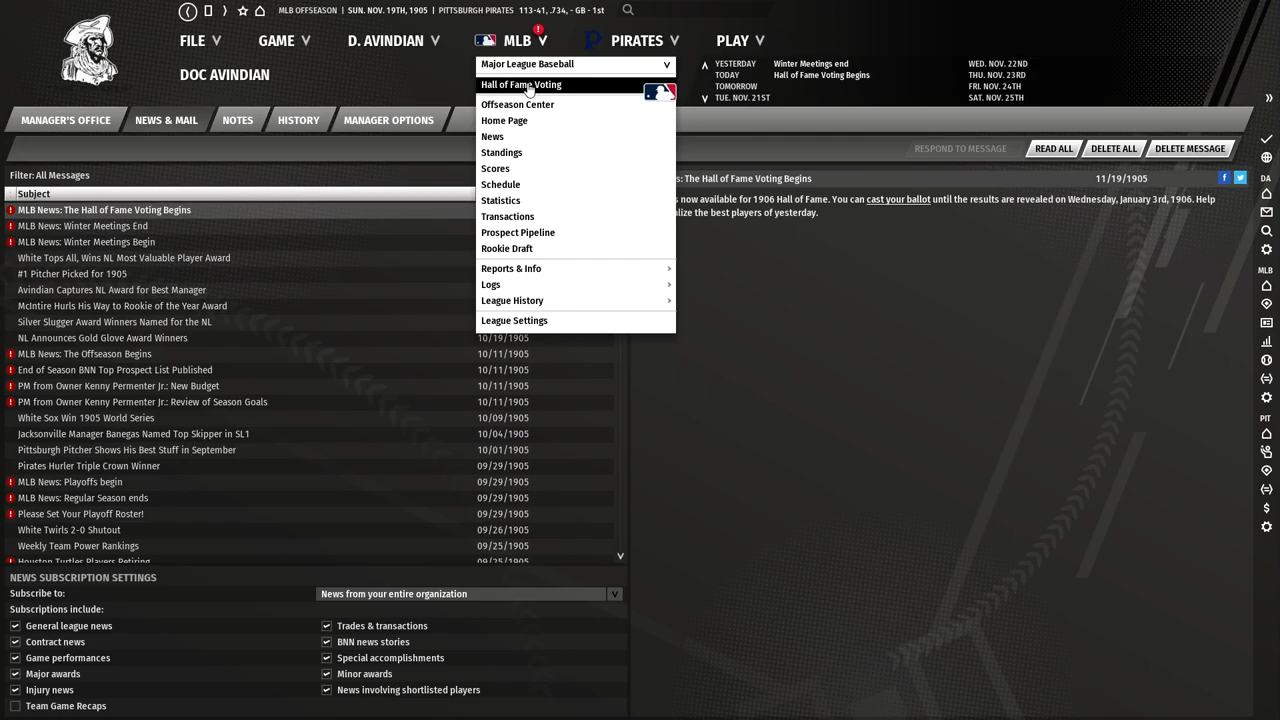 MLB OFFSEASON | SUN. NOV. 19TH, 1905 | PITTSBURGH PIRATES 113-41, .734, - GB - 1st
FILE GAME D. AVINDIAN MLB PIRATES PLAY
DOC AVINDIAN
Major League Baseball
Hall of Fame Voting
Offseason Center
Home Page
News
Standings
Scores
Schedule
Statistics
Transactions
Prospect Pipeline
Rookie Draft
Reports & Info
Logs
League History
League Settings
YESTERDAY Winter Meetings end WED. NOV. 22ND
TODAY Hall of Fame Voting Begins THU. NOV. 23RD
TOMORROW FRI. NOV. 24TH
TUE. NOV. 21ST SAT. NOV. 25TH
MANAGER'S OFFICE NEWS & MAIL NOTES HISTORY MANAGER OPTIONS
RESPOND TO MESSAGE READ ALL DELETE ALL DELETE MESSAGE
Filter: All Messages
Subject
MLB News: The Hall of Fame Voting Begins
MLB News: Winter Meetings End
MLB News: Winter Meetings Begin
White Tops All, Wins NL Most Valuable Player Award
#1 Pitcher Picked for 1905
Avindian Captures NL Award for Best Manager
McIntire Hurls His Way to Rookie of the Year Award
Silver Slugger Award Winners Named for the NL
NL Announces Gold Glove Award Winners 10/19/1905
MLB News: The Offseason Begins 10/11/1905
End of Season BNN Top Prospect List Published 10/11/1905
PM from Owner Kenny Permenter Jr.: New Budget 10/11/1905
PM from Owner Kenny Permenter Jr.: Review of Season Goals 10/11/1905
White Sox Win 1905 World Series 10/09/1905
Jacksonville Manager Banegas Named Top Skipper in SL1 10/04/1905
Pittsburgh Pitcher Shows His Best Stuff in September 10/01/1905
Pirates Hurler Triple Crown Winner 09/29/1905
MLB News: Playoffs begin 09/29/1905
MLB News: Regular Season ends 09/29/1905
Please Set Your Playoff Roster! 09/29/1905
White Twirls 2-0 Shutout 09/26/1905
Weekly Team Power Rankings 09/25/1905
Houston Turtles Players Retiring 09/25/1905
s: The Hall of Fame Voting Begins 11/19/1905
s now available for 1906 Hall of Fame. You can cast your ballot until the results are revealed on Wednesday, January 3rd, 1906. Help
lize the best players of yesterday.
DA
MLB
PIT
NEWS SUBSCRIPTION SETTINGS
Subscribe to: News from your entire organization
Subscriptions include:
General league news Trades & transactions
Contract news BNN news stories
Game performances Special accomplishments
Major awards Minor awards
Injury news News involving shortlisted players
Team Game Recaps